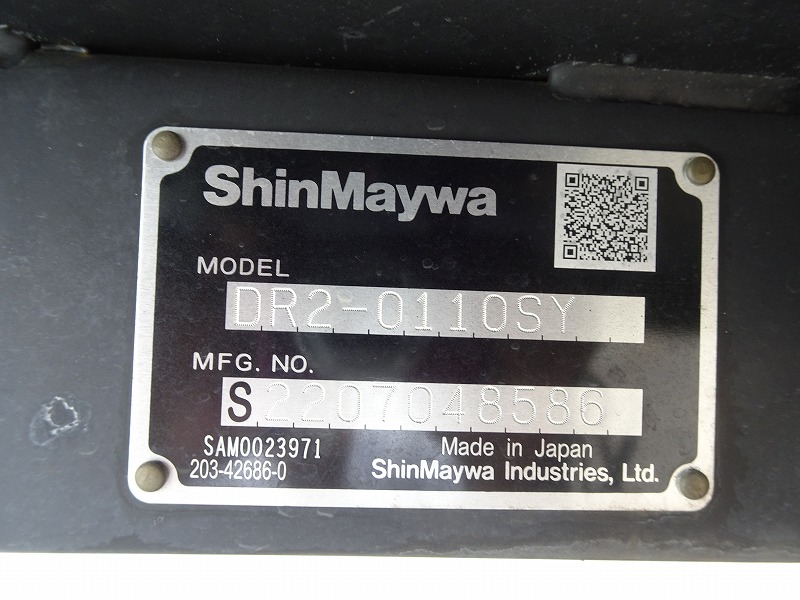 ShinMaywa
MODEL
DR2-0110SY
MFG. NO.
S2207048586
SAM0023971
203-42686-0
Made in Japan
ShinMaywa Industries, Ltd.